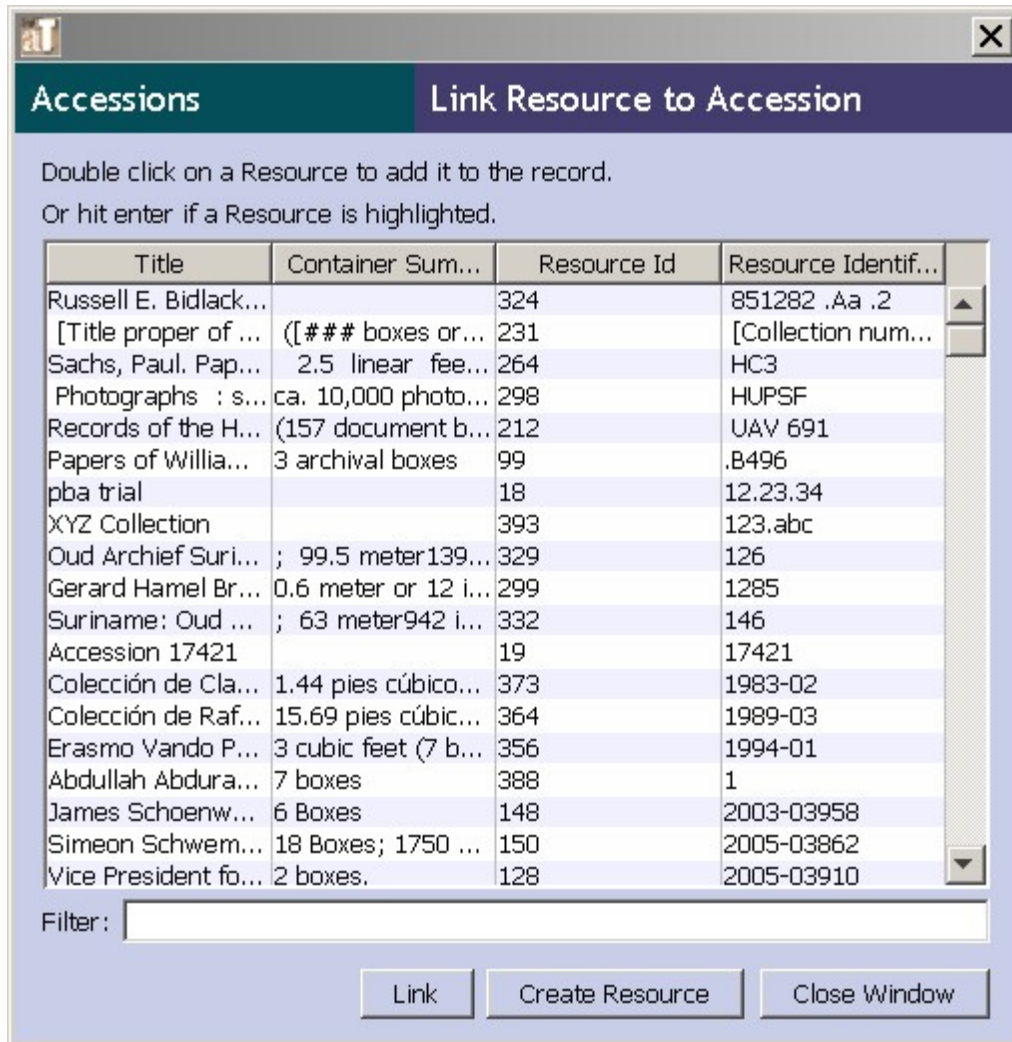 aT
Accessions Link Resource to Accession
Double click on a Resource to add it to the record.
Or hit enter if a Resource is highlighted.
Title Container Sum... Resource Id Resource Identif...
Russell E. Bidlack... 324 851282 .Aa .2
[Title proper of ... ([### boxes or... 231 [Collection num...
Sachs, Paul. Pap... 2.5 linear fee... 264 HC3
Photographs : s... ca. 10,000 photo... 298 HUPSF
Records of the H... (157 document b... 212 UAV 691
Papers of Willia... 3 archival boxes 99 .B496
pba trial 18 12.23.34
XYZ Collection 393 123.abc
Oud Archief Suri... ; 99.5 meter139... 329 126
Gerard Hamel Br... 0.6 meter or 12 i... 299 1285
Suriname: Oud ... ; 63 meter942 i... 332 146
Accession 17421 19 17421
Colección de Cla... 1.44 pies cúbico... 373 1983-02
Colección de Raf... 15.69 pies cúbic... 364 1989-03
Erasmo Vando P... 3 cubic feet (7 b... 356 1994-01
Abdullah Abdura... 7 boxes 388 1
James Schoenw... 6 Boxes 148 2003-03958
Simeon Schwem... 18 Boxes; 1750 ... 150 2005-03862
Vice President fo... 2 boxes. 128 2005-03910
Filter:
Link Create Resource Close Window